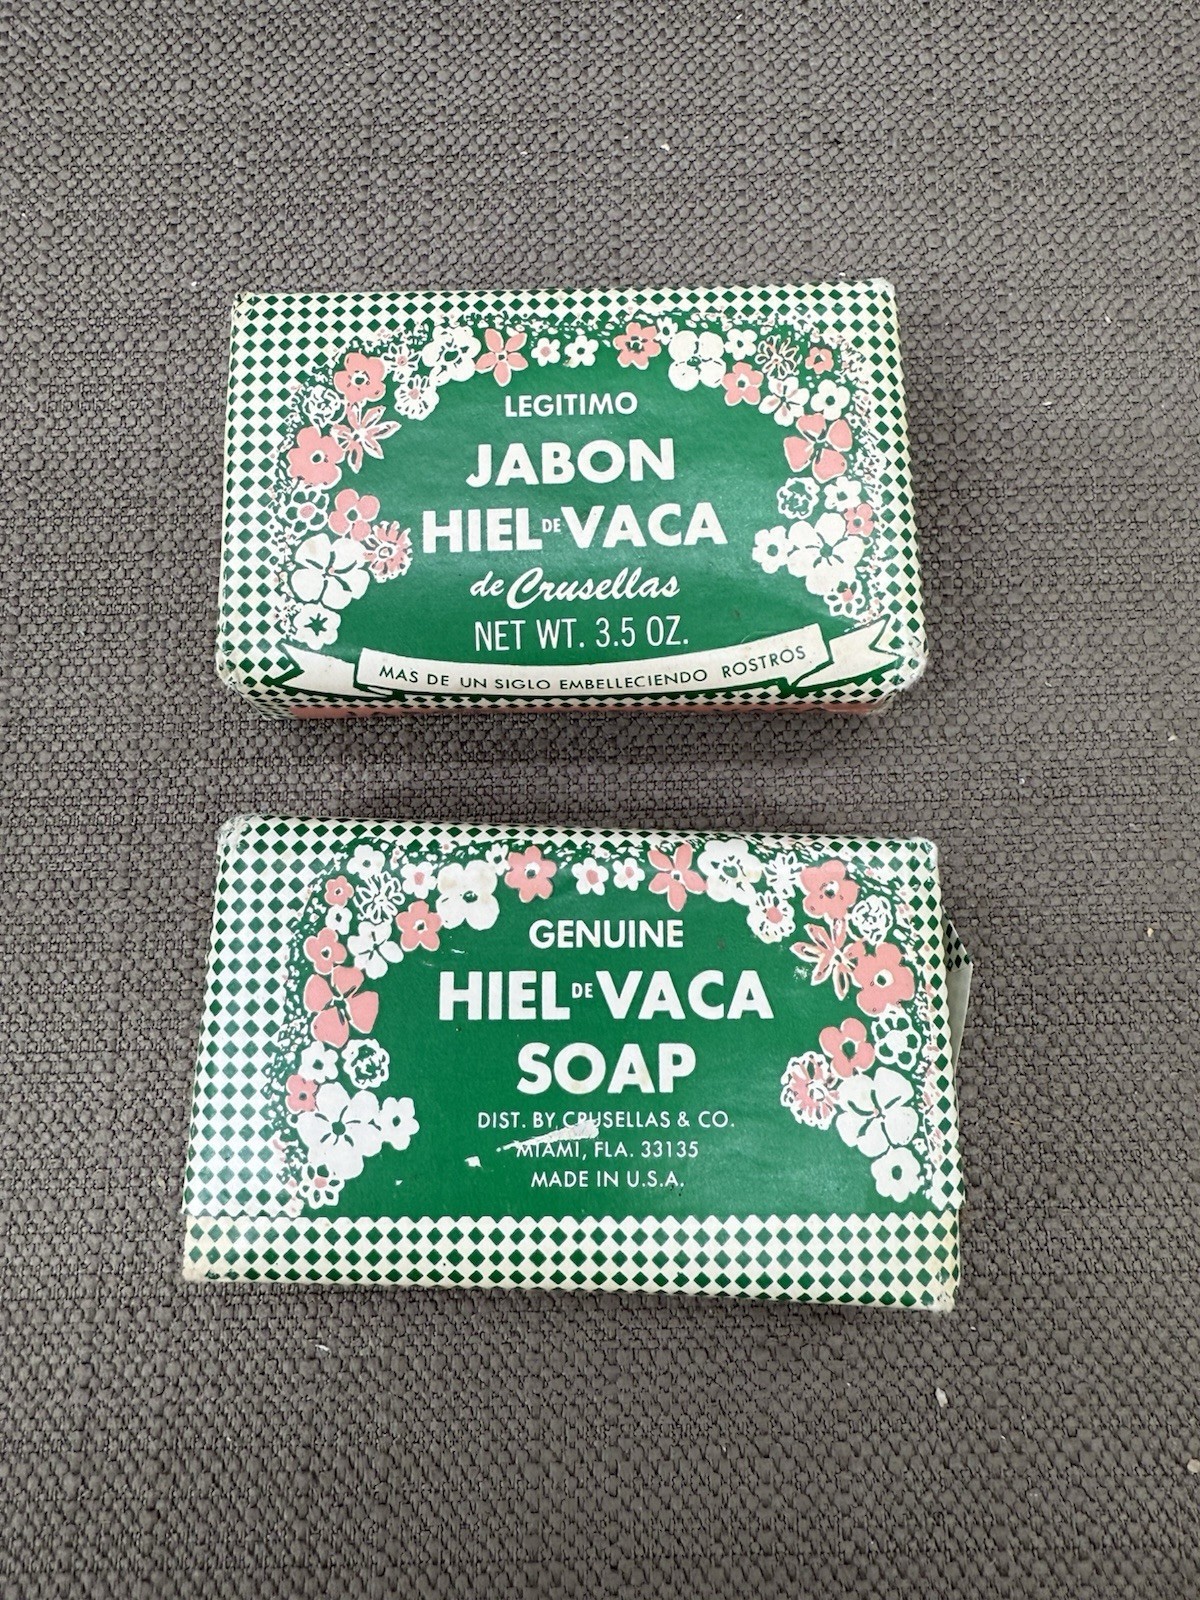 LEGITIMO
JABON
HIEL DE VACA
de Crusellas
NET WT. 3.5 OZ.
MAS DE UN SIGLO EMBELLECIENDO ROSTROS
GENUINE
HIEL DE VACA
SOAP
DIST. BY CRUSELLAS & CO.
MIAMI, FLA. 33135
MADE IN U.S.A.